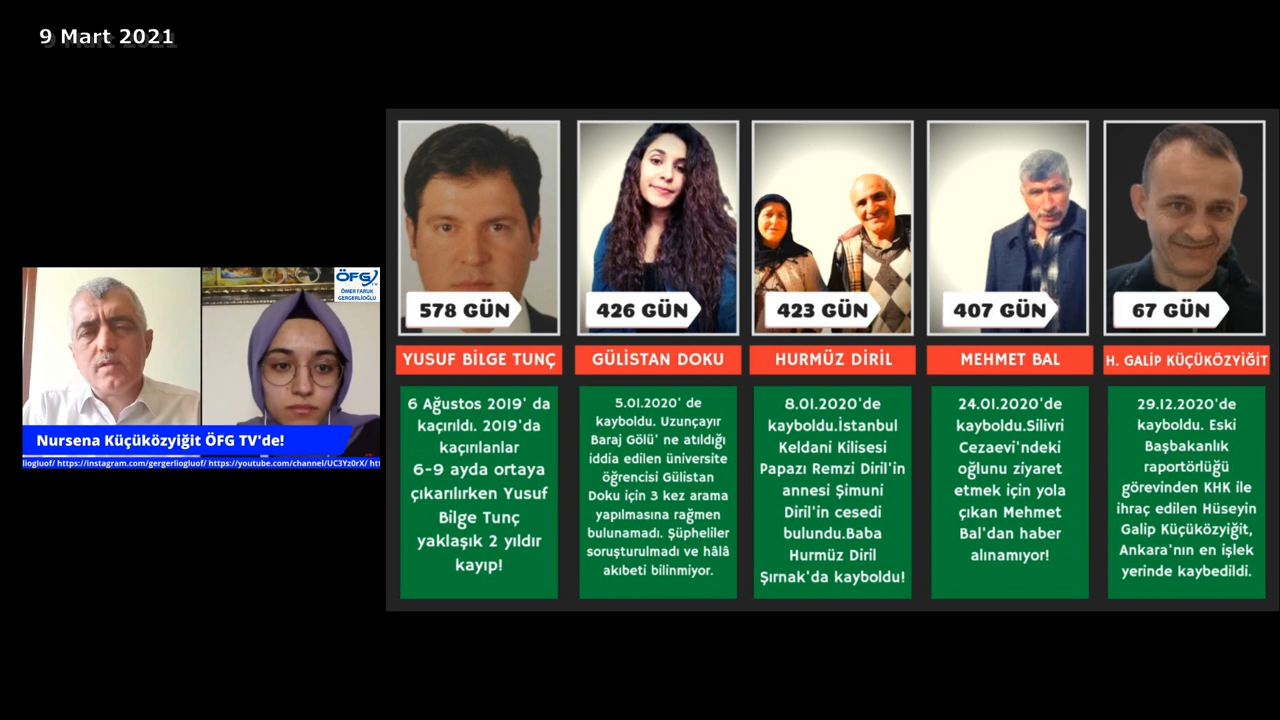 9 Mart 2021
ÖFG TV
ÖMER FARUK
GERGERLİOĞLU
Nursena Küçüközyiğit ÖFG TV'de!
https://instagram.com/gergerliogluof/ https://youtube.com/channel/UC3Yz0rX/
578 GÜN
YUSUF BİLGE TUNÇ
6 Ağustos 2019' da
kaçırıldı. 2019'da
kaçırılanlar
6-9 ayda ortaya
çıkarılırken Yusuf
Bilge Tunç
yaklaşık 2 yıldır
kayıp!
426 GÜN
GÜLİSTAN DOKU
5.01.2020' de
kayboldu. Uzunçayır
Baraj Gölü' ne atıldığı
iddia edilen üniversite
öğrencisi Gülistan
Doku için 3 kez arama
yapılmasına rağmen
bulunamadı. Şüpheliler
soruşturulmadı ve hâlâ
akıbeti bilinmiyor.
423 GÜN
HURMÜZ DİRİL
8.01.2020'de
kayboldu.İstanbul
Keldani Kilisesi
Papazı Remzi Diril'in
annesi Şimuni
Diril'in cesedi
bulundu.Baba
Hurmüz Diril
Şırnak'da kayboldu!
407 GÜN
MEHMET BAL
24.01.2020'de
kayboldu.Silivri
Cezaevi'ndeki
oğlunu ziyaret
etmek için yola
çıkan Mehmet
Bal'dan haber
alınamıyor!
67 GÜN
H. GALİP KÜÇÜKÖZYİĞİT
29.12.2020'de
kayboldu. Eski
Başbakanlık
raportörlüğü
görevinden KHK ile
ihraç edilen Hüseyin
Galip Küçüközyiğit,
Ankara'nın en işlek
yerinde kaybedildi.